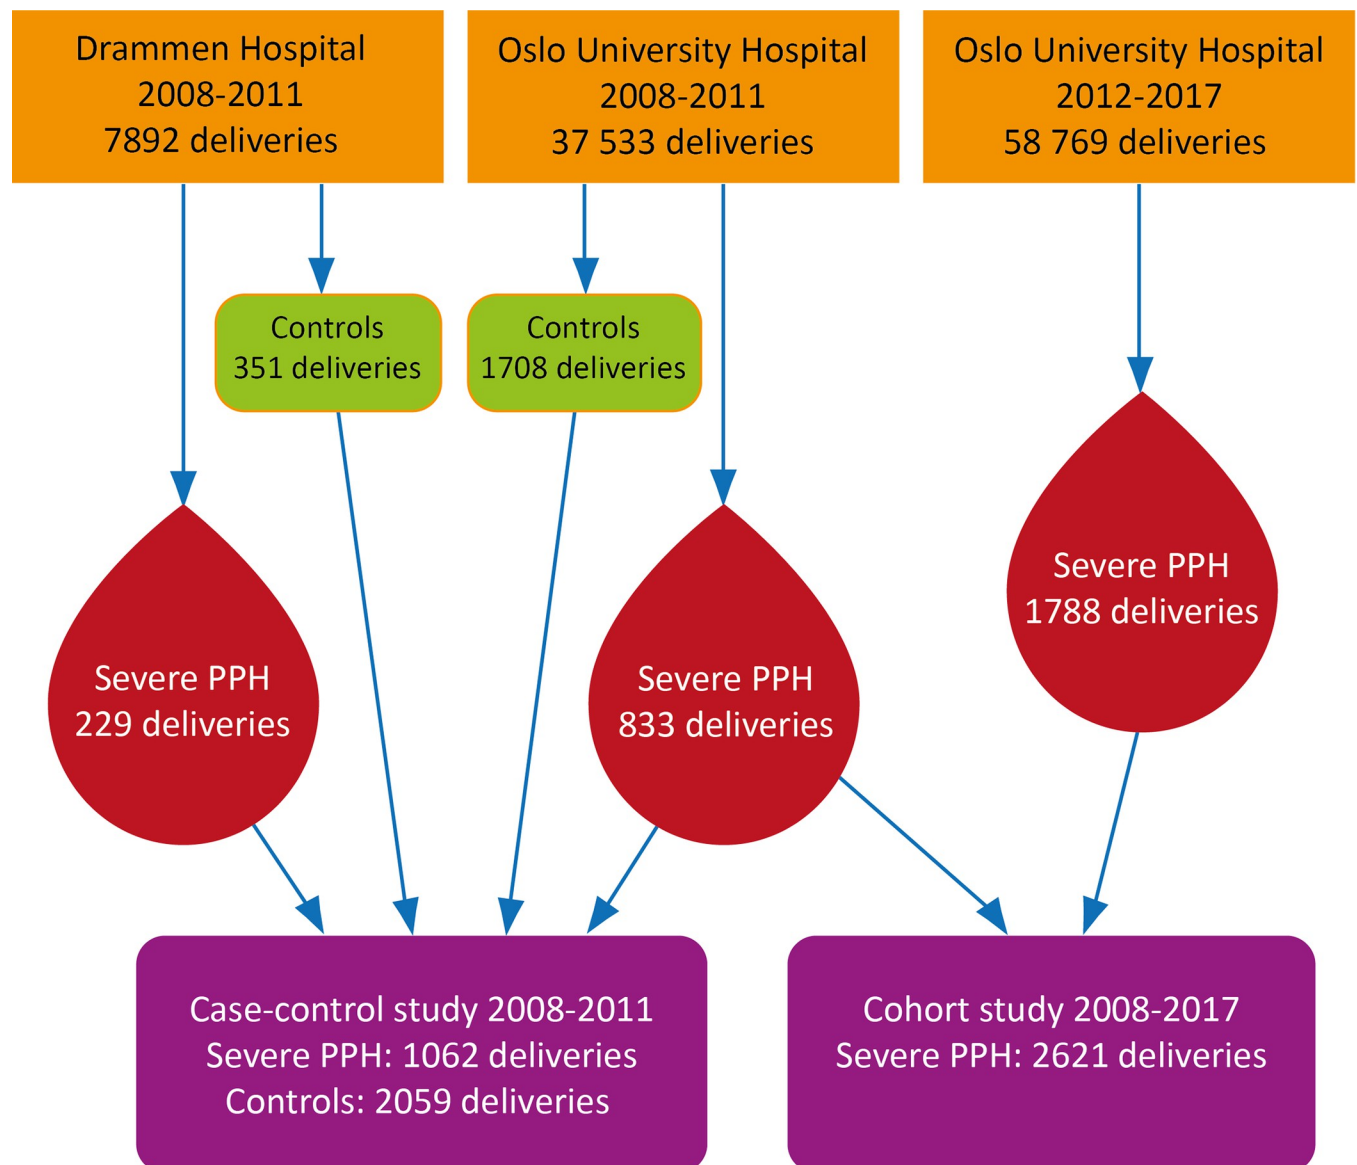 Drammen Hospital
2008-2011
7892 deliveries
Oslo University Hospital
2008-2011
37 533 deliveries
Oslo University Hospital
2012-2017
58 769 deliveries
Controls
351 deliveries
Controls
1708 deliveries
Severe PPH
229 deliveries
Severe PPH
833 deliveries
Severe PPH
1788 deliveries
Case-control study 2008-2011
Severe PPH: 1062 deliveries
Controls: 2059 deliveries
Cohort study 2008-2017
Severe PPH: 2621 deliveries